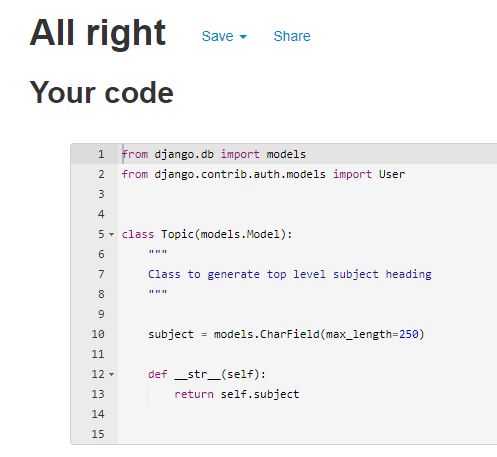 All right Save Share
Your code
1 from django.db import models
2 from django.contrib.auth.models import User
3
4
5 class Topic(models.Model):
6 """
7 Class to generate top level subject heading
8 """
9
10 subject = models.CharField(max_length=250)
11
12 def __str__(self):
13 return self.subject
14
15